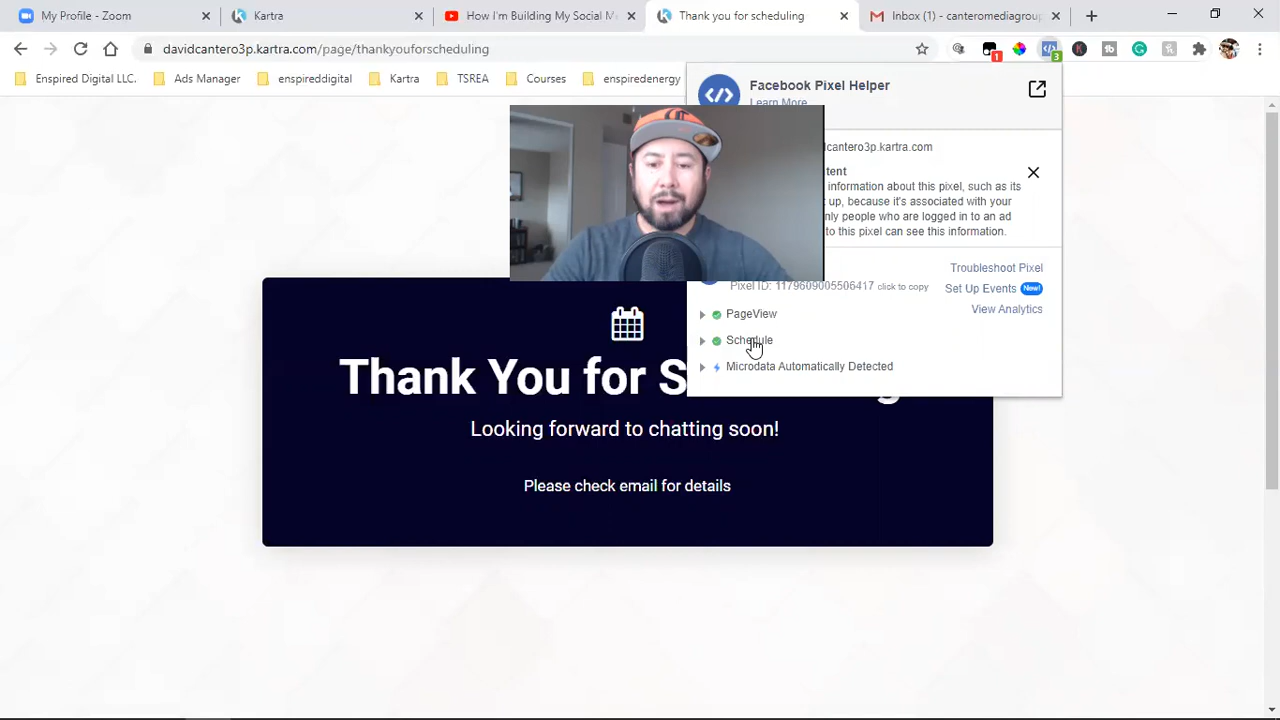 My Profile - Zoom
Kartra
How I'm Building My Social M
Thank you for scheduling
Inbox (1) - canteromediagroup
davidcantero3p.kartra.com/page/thankyouforscheduling
1
3
Enspired Digital LLC.
Ads Manager
enspireddigital
Kartra
TSREA
Courses
enspiredenergy
Facebook Pixel Helper
Learn More
dcantero3p.kartra.com
information about this pixel, such as its
up, because it's associated with your
people who are logged in to an ad
to this pixel can see this information.
Troubleshoot Pixel
Pixel ID: 1179609005506417 click to copy
Set Up Events New!
View Analytics
PageView
Schedule
Microdata Automatically Detected
Thank You for S
Looking forward to chatting soon!
Please check email for details